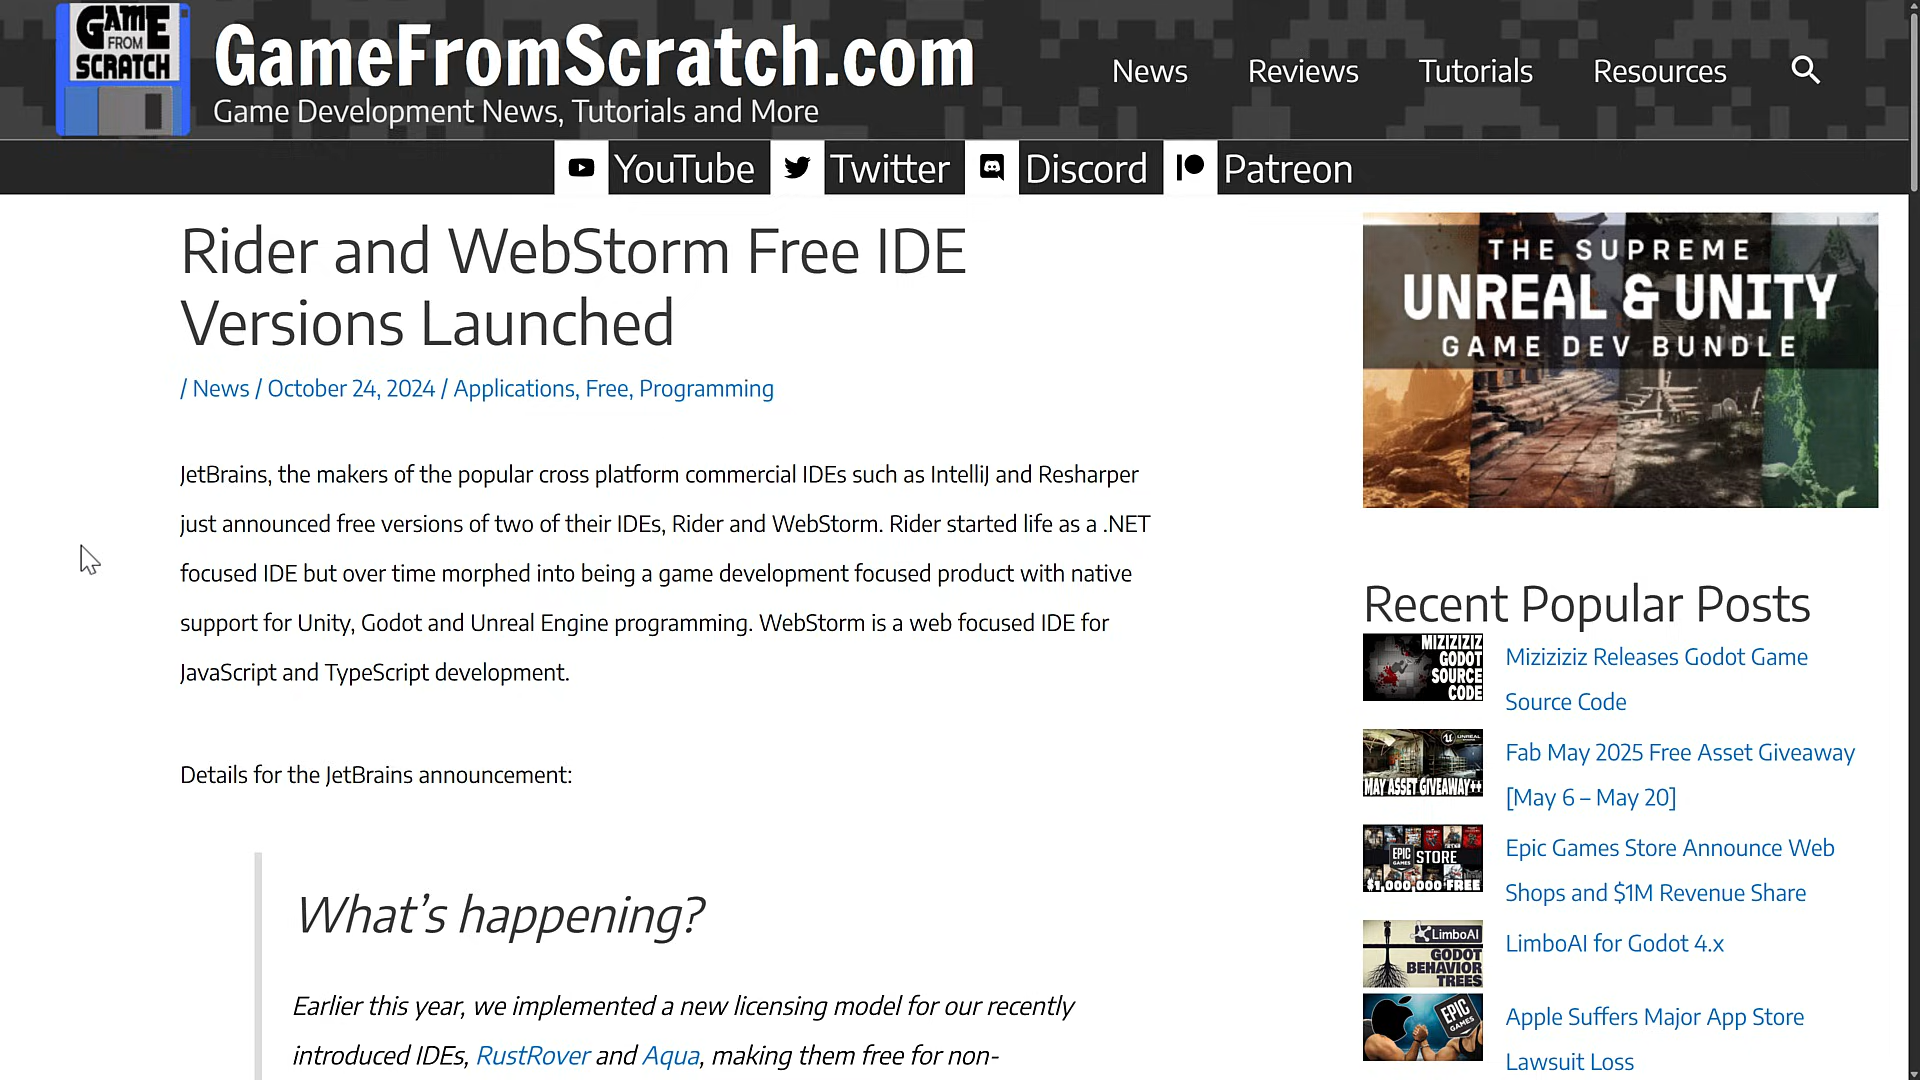 GAME
FROM
SCRATCH
GameFromScratch.com
Game Development News, Tutorials and More
News
Reviews
Tutorials
Resources
YouTube
Twitter
Discord
Patreon
Rider and WebStorm Free IDE
Versions Launched
/ News / October 24, 2024 / Applications, Free, Programming
JetBrains, the makers of the popular cross platform commercial IDEs such as IntelliJ and Resharper
just announced free versions of two of their IDEs, Rider and WebStorm. Rider started life as a .NET
focused IDE but over time morphed into being a game development focused product with native
support for Unity, Godot and Unreal Engine programming. WebStorm is a web focused IDE for
JavaScript and TypeScript development.
Details for the JetBrains announcement:
What’s happening?
Earlier this year, we implemented a new licensing model for our recently
introduced IDEs, RustRover and Aqua, making them free for non-
THE SUPREME
UNREAL & UNITY
GAME DEV BUNDLE
Recent Popular Posts
MIZIZIZIZ
GODOT
SOURCE
CODE
Miziziziz Releases Godot Game
Source Code
UNREAL
MAY ASSET GIVEAWAY++
Fab May 2025 Free Asset Giveaway
[May 6 – May 20]
EPIC
GAMES
STORE
$1,000,000 FREE
Epic Games Store Announce Web
Shops and $1M Revenue Share
LimboAI
GODOT
BEHAVIOR
TREES
LimboAI for Godot 4.x
EPIC
GAMES
Apple Suffers Major App Store
Lawsuit Loss